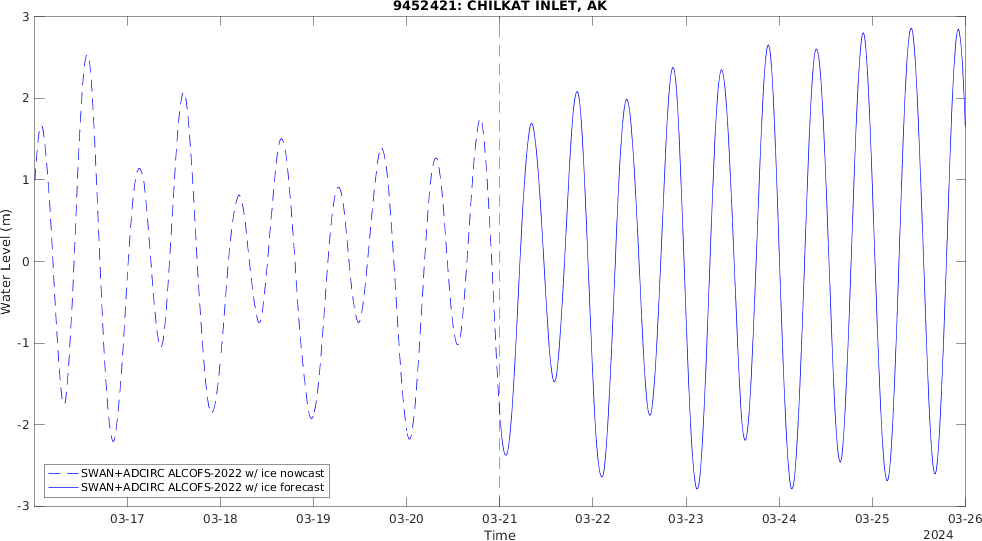 9452421: CHILKAT INLET, AK
3
2
1
0
-1
-2
-3
Water Level (m)
SWAN+ADCIRC ALCOFS-2022 w/ ice nowcast
SWAN+ADCIRC ALCOFS-2022 w/ ice forecast
03-17 03-18 03-19 03-20 03-21 03-22 03-23 03-24 03-25 03-26
Time
2024